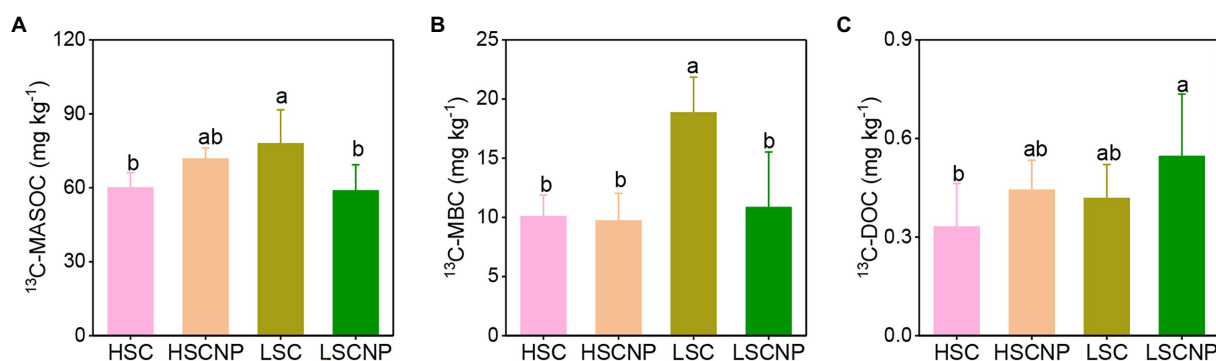 A
¹³C-MASOC (mg kg⁻¹)
120
90
60
30
0
b
ab
a
b
HSC HSCNP LSC LSCNP
B
¹³C-MBC (mg kg⁻¹)
25
20
15
10
5
0
b
b
a
b
HSC HSCNP LSC LSCNP
C
¹³C-DOC (mg kg⁻¹)
0.9
0.6
0.3
0.0
b
ab
ab
a
HSC HSCNP LSC LSCNP